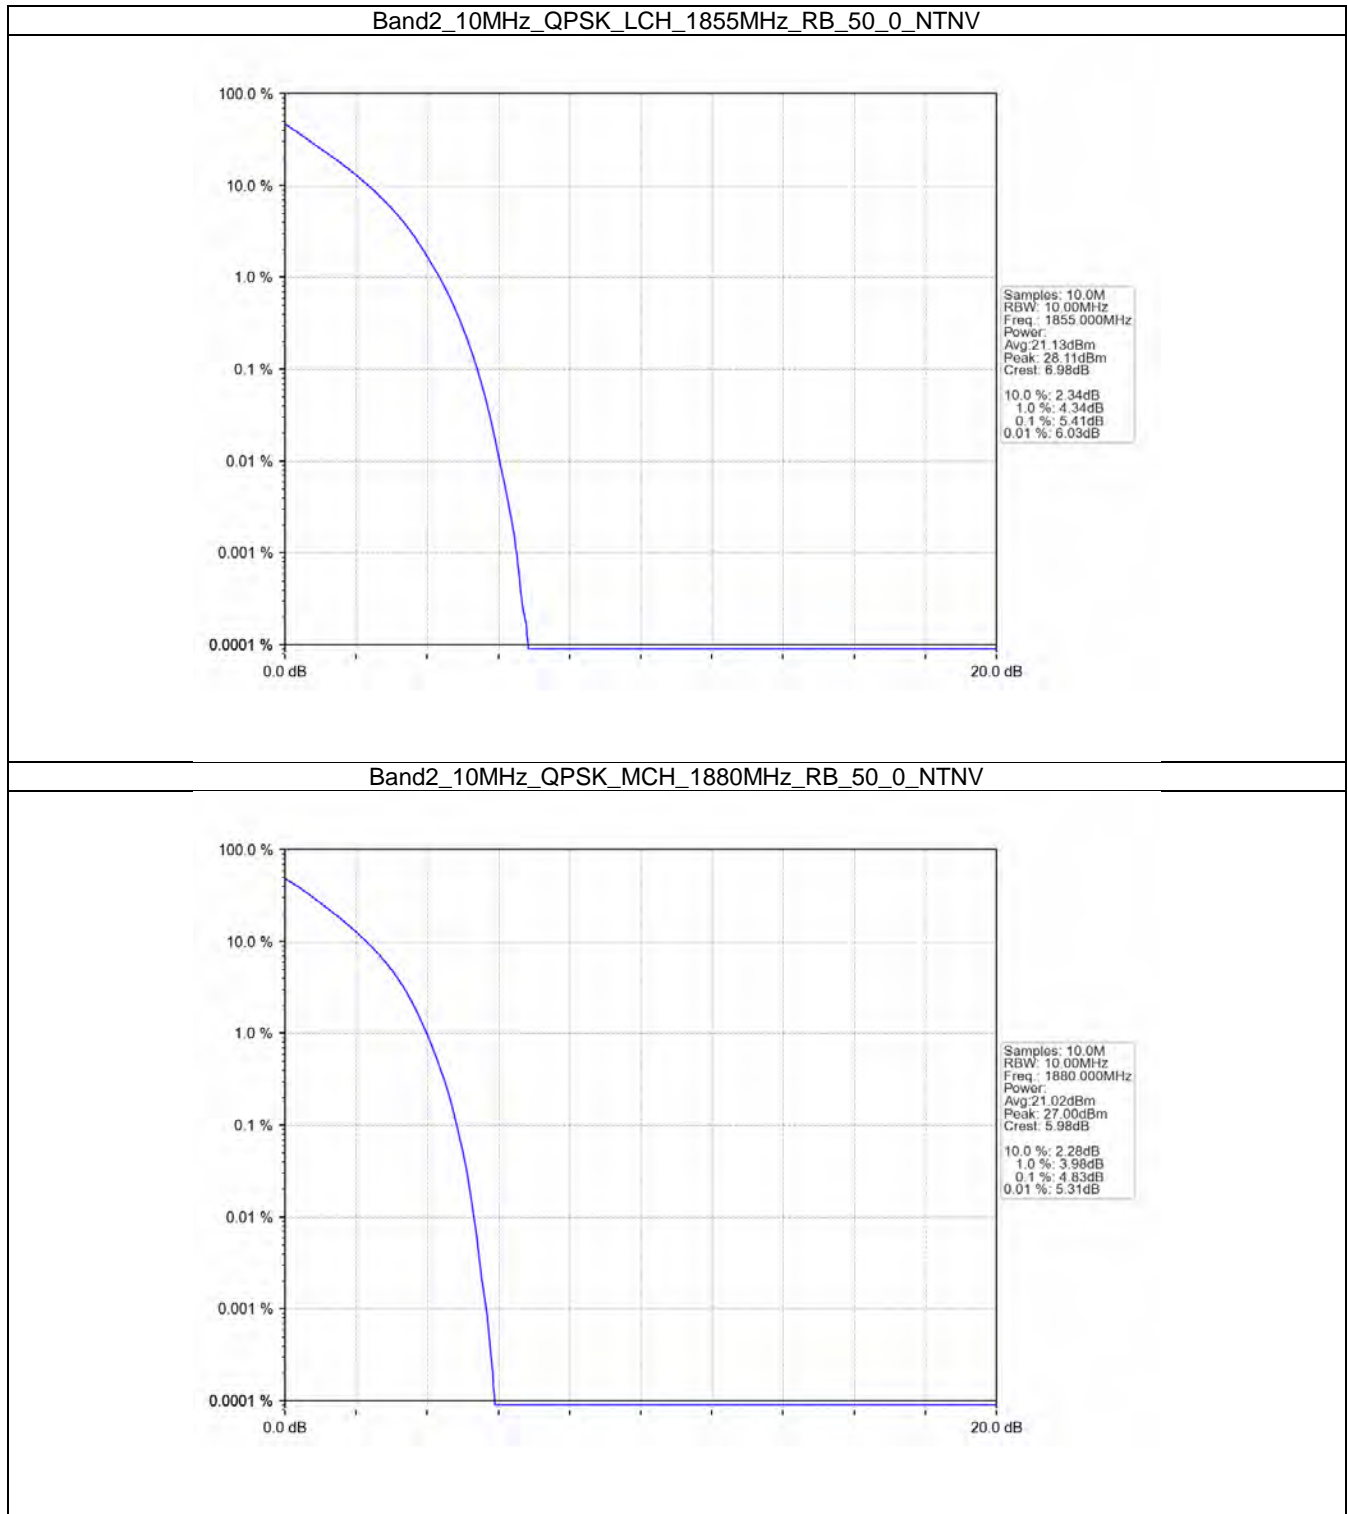 Band2_10MHz_QPSK_LCH_1855MHz_RB_50_0_NTNV
100.0 %
10.0 %
1.0 %
0.1 %
0.01 %
0.001 %
0.0001 %
0.0 dB
20.0 dB
Samples: 10.0M
RBW: 10.00MHz
Freq.: 1855.000MHz
Power:
Avg:21.13dBm
Peak: 28.11dBm
Crest: 6.98dB
10.0 %: 2.34dB
1.0 %: 4.34dB
0.1 %: 5.41dB
0.01 %: 6.03dB
Band2_10MHz_QPSK_MCH_1880MHz_RB_50_0_NTNV
100.0 %
10.0 %
1.0 %
0.1 %
0.01 %
0.001 %
0.0001 %
0.0 dB
20.0 dB
Samples: 10.0M
RBW: 10.00MHz
Freq.: 1880.000MHz
Power:
Avg:21.02dBm
Peak: 27.00dBm
Crest: 5.98dB
10.0 %: 2.28dB
1.0 %: 3.98dB
0.1 %: 4.83dB
0.01 %: 5.31dB